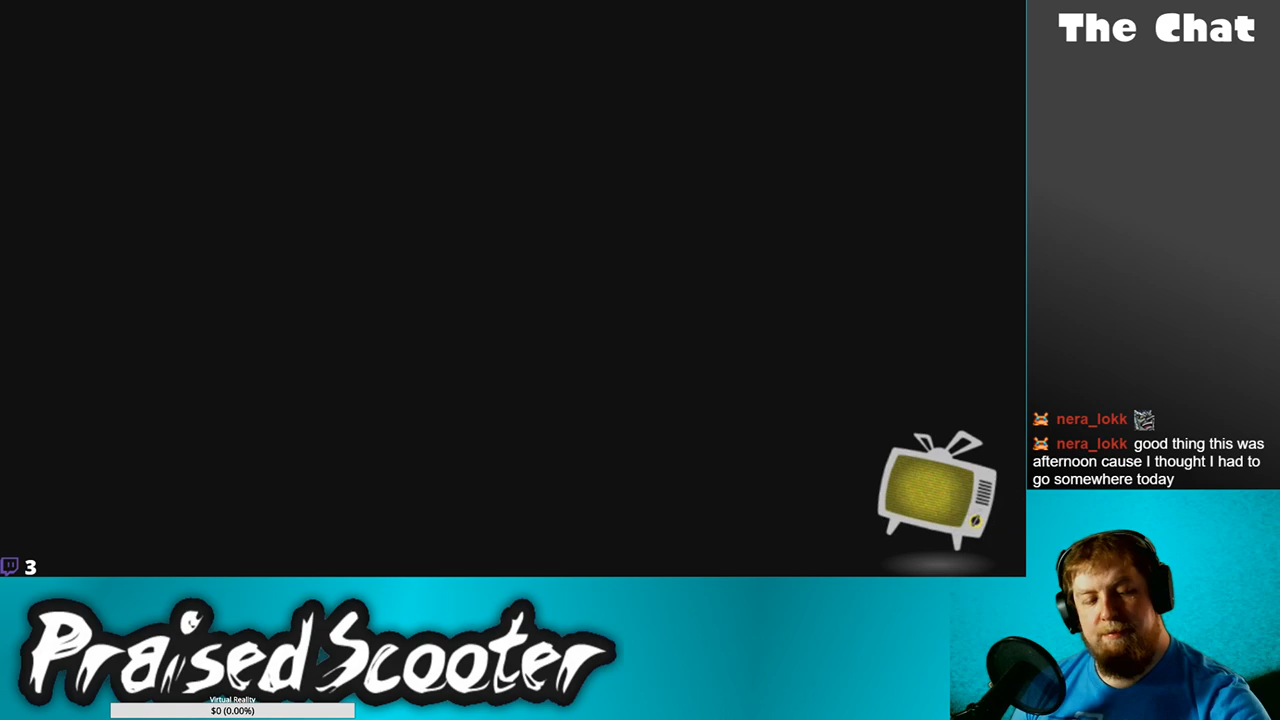 The Chat
nera_lokk
nera_lokk good thing this was
afternoon cause I thought I had to
go somewhere today
3
PraisedScooter
Virtual Reality
$0 (0.00%)